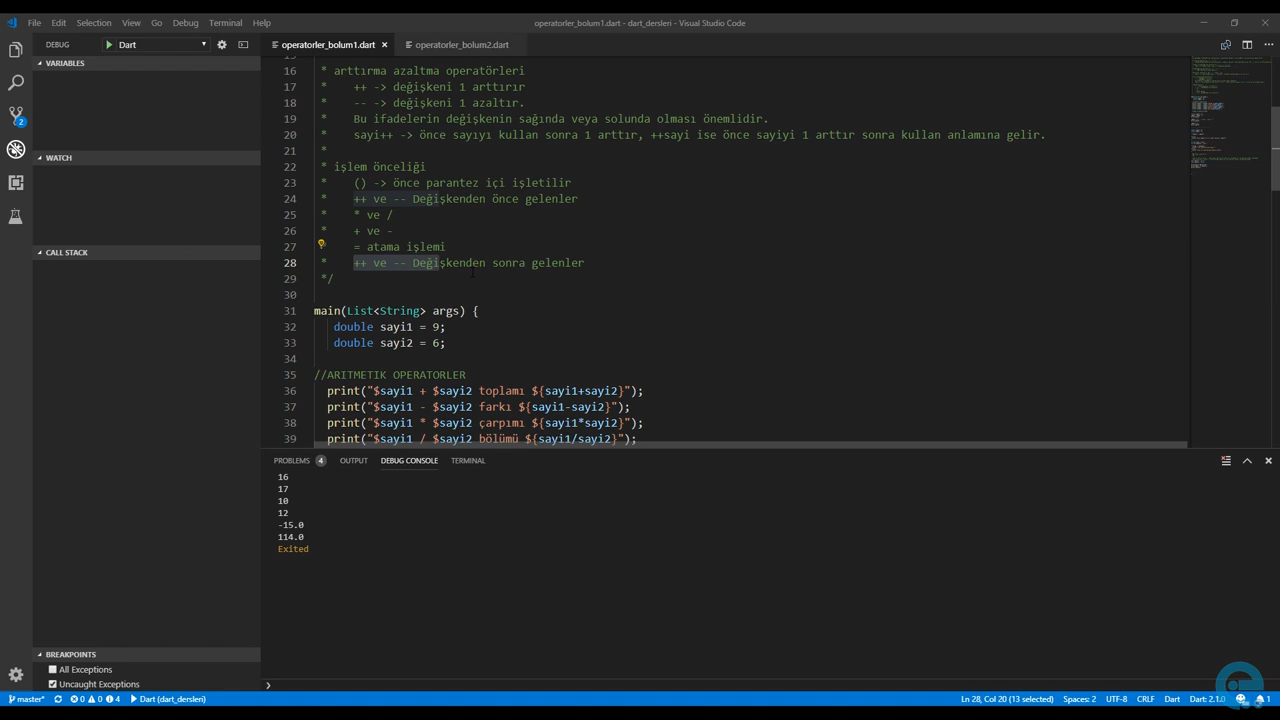 File Edit Selection View Go Debug Terminal Help
operatorler_bolum1.dart - dart_dersleri - Visual Studio Code
DEBUG
Dart
operatorler_bolum1.dart
operatorler_bolum2.dart
VARIABLES
WATCH
CALL STACK
BREAKPOINTS
All Exceptions
Uncaught Exceptions
2
16 * arttırma azaltma operatörleri
17 * ++ -> değişkeni 1 arttırır
18 * -- -> değişkeni 1 azaltır.
19 * Bu ifadelerin değişkenin sağında veya solunda olması önemlidir.
20 * sayi++ -> önce sayıyı kullan sonra 1 arttır, ++sayi ise önce sayiyi 1 arttır sonra kullan anlamına gelir.
21 *
22 * işlem önceliği
23 * () -> önce parantez içi işletilir
24 * ++ ve -- Değişkenden önce gelenler
25 * * ve /
26 * + ve -
27 = atama işlemi
28 * ++ ve -- Değişkenden sonra gelenler
29 */
30
31 main(List<String> args) {
32 double sayi1 = 9;
33 double sayi2 = 6;
34
35 //ARITMETIK OPERATORLER
36 print("$sayi1 + $sayi2 toplamı ${sayi1+sayi2}");
37 print("$sayi1 - $sayi2 farkı ${sayi1-sayi2}");
38 print("$sayi1 * $sayi2 çarpımı ${sayi1*sayi2}");
39 print("$sayi1 / $sayi2 bölümü ${sayi1/sayi2}");
PROBLEMS 4 OUTPUT DEBUG CONSOLE TERMINAL
16
17
10
12
-15.0
114.0
Exited
master* 0 0 4 Dart (dart_dersleri)
Ln 28, Col 20 (13 selected) Spaces: 2 UTF-8 CRLF Dart Dart: 2.1.0 1